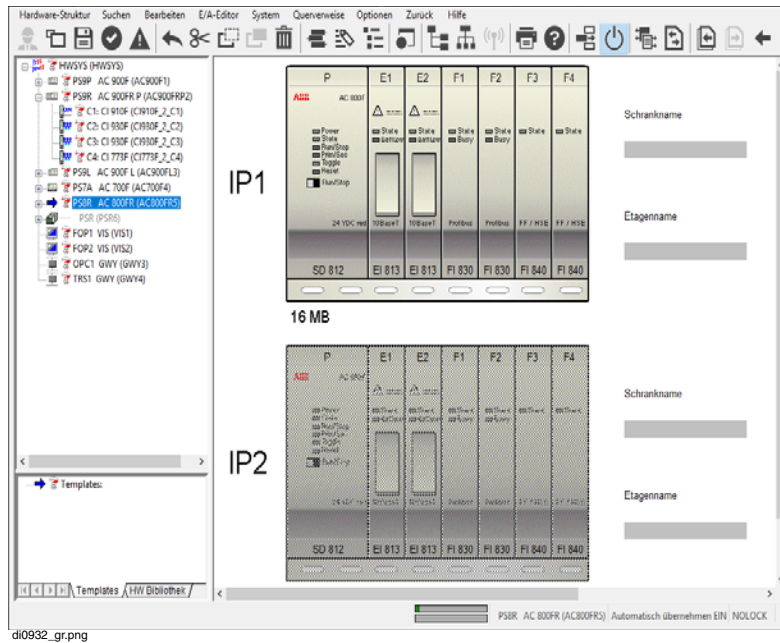 Hardware-Struktur Suchen Bearbeiten E/A-Editor System Querverweise Optionen Zurück Hilfe
HWSYS (HWSYS)
PS9P AC 900F (AC900F1)
PS9R AC 900FR P (AC900FRP2)
C1: CI 910F (CI910F_2_C1)
C2: CI 930F (CI930F_2_C2)
C3: CI 930F (CI930F_2_C3)
C4: CI 773F (CI773F_2_C4)
PS9L AC 900F L (AC900FL3)
PS7A AC 700F (AC700F4)
PS8R AC 800FR (AC800FR5)
PSR (PSR6)
FOP1 VIS (VIS1)
FOP2 VIS (VIS2)
OPC1 GWY (GWY3)
TRS1 GWY (GWY4)
Templates:
Templates HW Bibliothek
IP1
P E1 E2 F1 F2 F3 F4
ABB AC 800F
Power
State
Run/Stop
Prim/Sec
Toggle
Reset
Run/Stop
State State State State State State
Busy Busy
24 VDC red 10BaseT 10BaseT Profibus Profibus FF / HSE FF / HSE
SD 812 EI 813 EI 813 FI 830 FI 830 FI 840 FI 840
Schrankname
Etagenname
16 MB
IP2
P E1 E2 F1 F2 F3 F4
ABB AC 800F
SD 812 EI 813 EI 813 FI 830 FI 830 FI 840 FI 840
Schrankname
Etagenname
PS8R AC 800FR (AC800FR5) Automatisch übernehmen EIN NOLOCK
di0932_gr.png